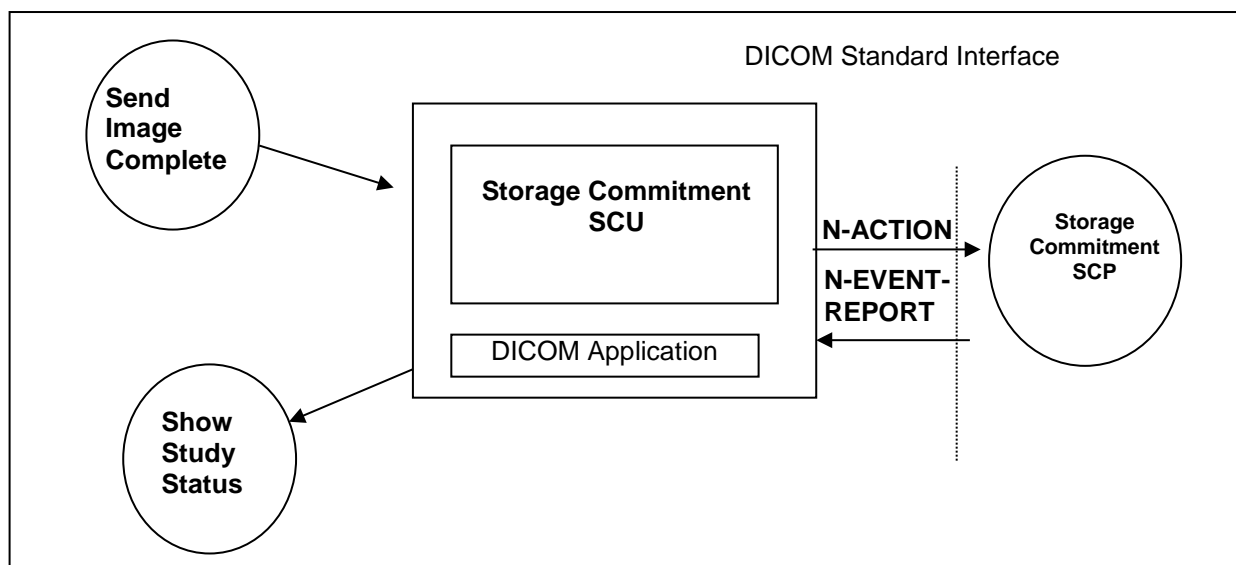 DICOM Standard Interface
Send
Image
Complete
Storage Commitment
SCU
N-ACTION
N-EVENT-
REPORT
Storage
Commitment
SCP
DICOM Application
Show
Study
Status